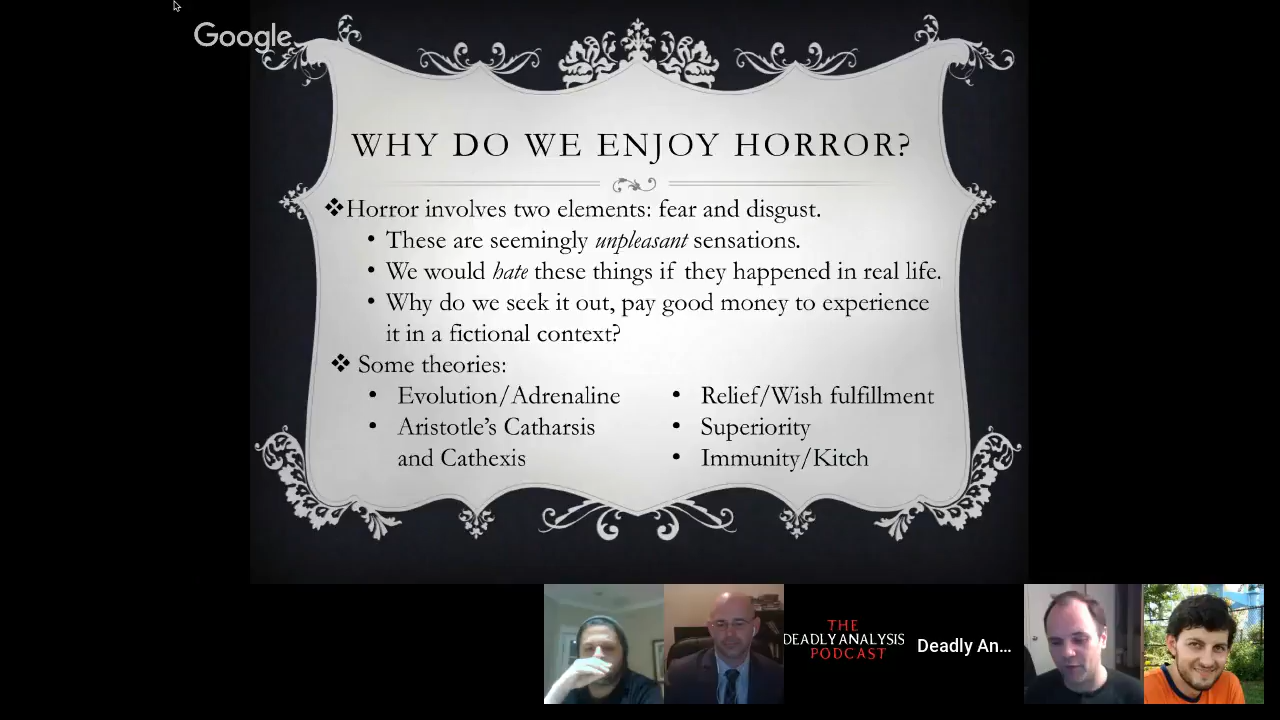 Google
WHY DO WE ENJOY HORROR?
❖Horror involves two elements: fear and disgust.
• These are seemingly unpleasant sensations.
• We would hate these things if they happened in real life.
• Why do we seek it out, pay good money to experience
it in a fictional context?
❖ Some theories:
• Evolution/Adrenaline
• Aristotle’s Catharsis
and Cathexis
• Relief/Wish fulfillment
• Superiority
• Immunity/Kitch
THE
DEADLY ANALYSIS
PODCAST
Deadly An...